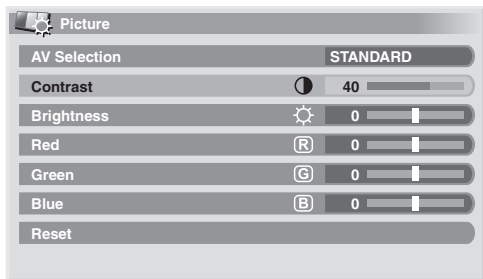 Picture
AV Selection STANDARD
Contrast 40
Brightness 0
Red R 0
Green G 0
Blue B 0
Reset